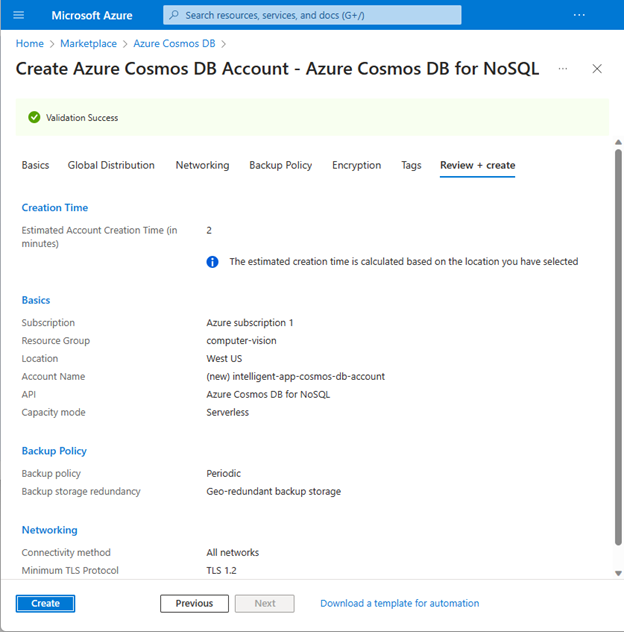 Microsoft Azure
Search resources, services, and docs (G+/)
...
Home > Marketplace > Azure Cosmos DB >
Create Azure Cosmos DB Account - Azure Cosmos DB for NoSQL ...
Validation Success
Basics Global Distribution Networking Backup Policy Encryption Tags Review + create
Creation Time
Estimated Account Creation Time (in 2
minutes)
The estimated creation time is calculated based on the location you have selected
Basics
Subscription Azure subscription 1
Resource Group computer-vision
Location West US
Account Name (new) intelligent-app-cosmos-db-account
API Azure Cosmos DB for NoSQL
Capacity mode Serverless
Backup Policy
Backup policy Periodic
Backup storage redundancy Geo-redundant backup storage
Networking
Connectivity method All networks
Minimum TLS Protocol TLS 1.2
Create Previous Next Download a template for automation